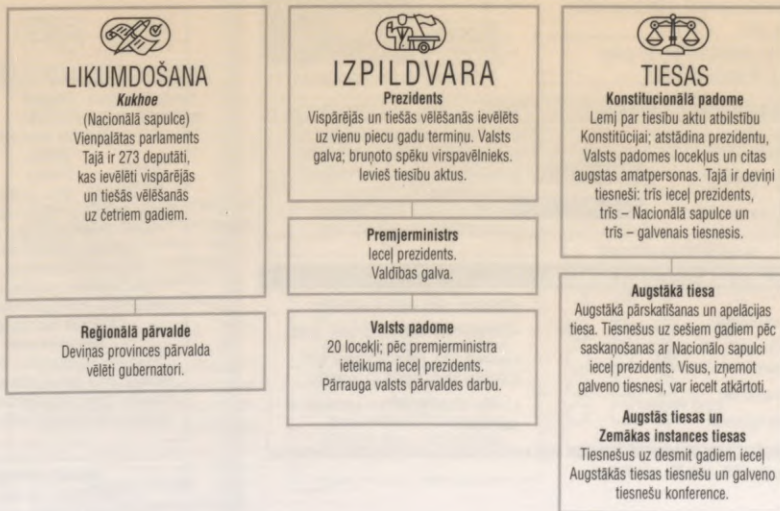 LIKUMDOŠANA
Kukhoe
(Nacionālā sapulce)
Vienpalātas parlaments
Tajā ir 273 deputāti,
kas ievēlēti vispārējās
un tiešās vēlēšanās
uz četriem gadiem.
Reģionālā pārvalde
Deviņas provinces pārvalda
vēlēti gubernatori.
IZPILDVARA
Prezidents
Vispārējās un tiešās vēlēšanās ievēlēts
uz vienu piecu gadu termiņu. Valsts
galva; bruņoto spēku virspavēlnieks.
Ievieš tiesību aktus.
Premjerministrs
Ieceļ prezidents.
Valdības galva.
Valsts padome
20 locekļi; pēc premjerministra
ieteikuma ieceļ prezidents.
Pārrauga valsts pārvaldes darbu.
TIESAS
Konstitucionālā padome
Lemj par tiesību aktu atbilstību
Konstitūcijai; atstādina prezidentu,
Valsts padomes locekļus un citas
augstas amatpersonas. Tajā ir deviņi
tiesneši: trīs ieceļ prezidents,
trīs – Nacionālā sapulce un
trīs – galvenais tiesnesis.
Augstākā tiesa
Augstākā pārskatīšanas un apelācijas
tiesa. Tiesnešus uz sešiem gadiem pēc
saskaņošanas ar Nacionālo sapulci
ieceļ prezidents. Visus, izņemot
galveno tiesnesi, var iecelt atkārtoti.
Augstās tiesas un
Zemākas instances tiesas
Tiesnešus uz desmit gadiem ieceļ
Augstākās tiesas tiesnešu un galveno
tiesnešu konference.